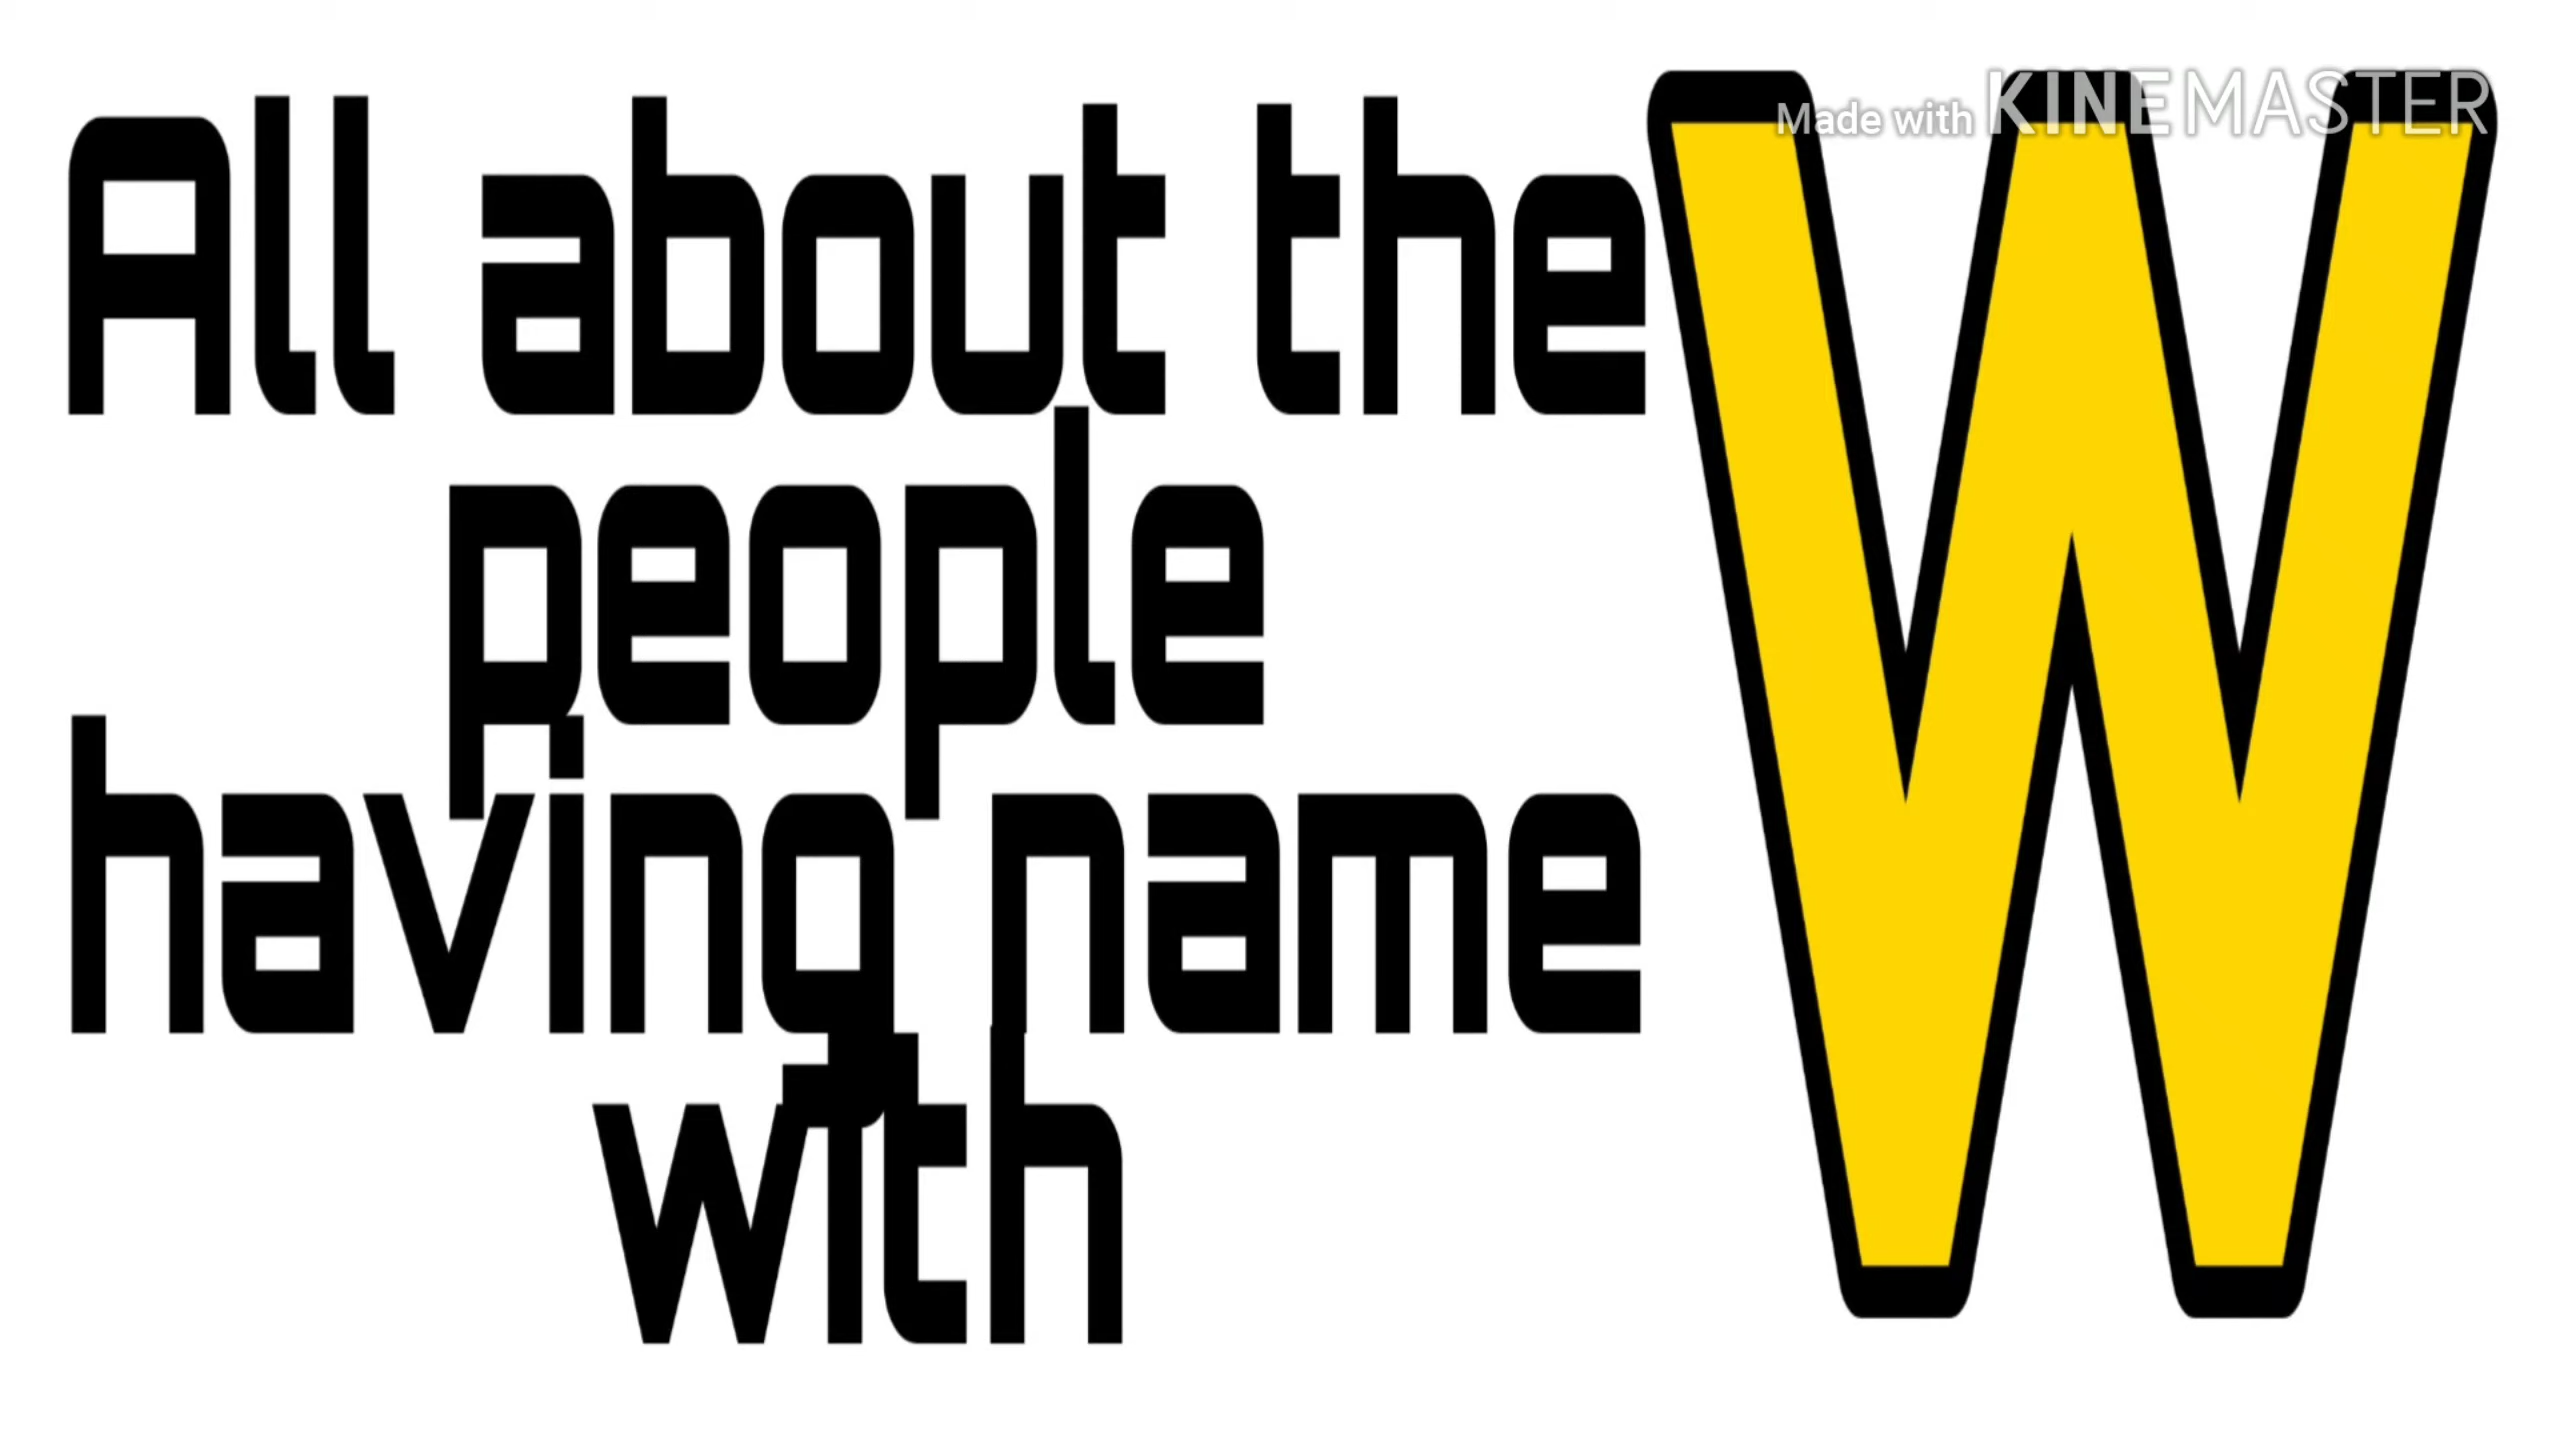 All about the
people
having name
with
W
Made with KINEMASTER